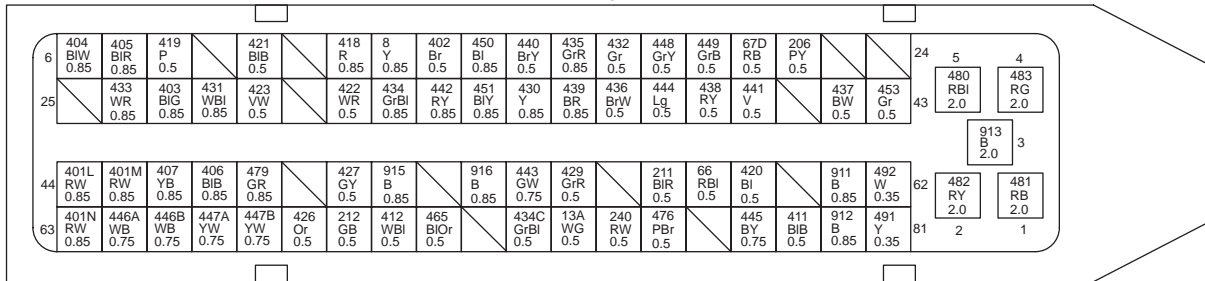 6 404 405 419 421 418 8 402 450 440 435 432 448 449 67D 206 24
BlW BlR P BlB R Y Br Bl BrY GrR Gr GrY GrB RB PY
0.85 0.85 0.5 0.5 0.85 0.85 0.5 0.85 0.5 0.85 0.5 0.5 0.5 0.5 0.5
25 433 403 431 423 422 434 442 451 430 439 436 444 438 441 437 453 43
WR BlG WBl VW WR GrBl RY BlY Y BR BrW Lg RY V BW Gr
0.85 0.85 0.85 0.5 0.5 0.85 0.85 0.85 0.85 0.85 0.5 0.5 0.5 0.5 0.5 0.5
44 401L 401M 407 406 479 427 915 916 443 429 211 66 420 911 492 62
RW RW YB BlB GR GY B B GW GrR BlR RBl Bl B W
0.85 0.85 0.85 0.85 0.85 0.5 0.85 0.85 0.75 0.5 0.5 0.5 0.5 0.85 0.35
63 401N 446A 446B 447A 447B 426 212 412 465 434C 13A 240 476 445 411 912 491 81
RW WB WB YW YW Or GB WBl BlOr GrBl WG RW PBr BY BlB B Y
0.85 0.75 0.75 0.75 0.75 0.5 0.5 0.5 0.5 0.5 0.5 0.5 0.5 0.75 0.5 0.85 0.35
5 4
480 483
RBl RG
2.0 2.0
913
B 3
2.0
482 481
RY RB
2.0 2.0
2 1